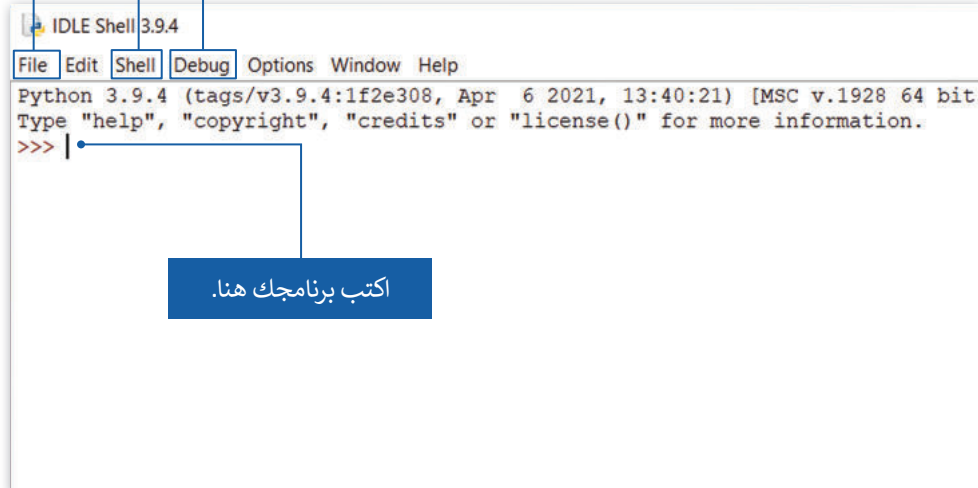 IDLE Shell 3.9.4
File Edit Shell Debug Options Window Help
Python 3.9.4 (tags/v3.9.4:1f2e308, Apr  6 2021, 13:40:21) [MSC v.1928 64 bit
Type "help", "copyright", "credits" or "license()" for more information.
>>>
اكتب برنامجك هنا.